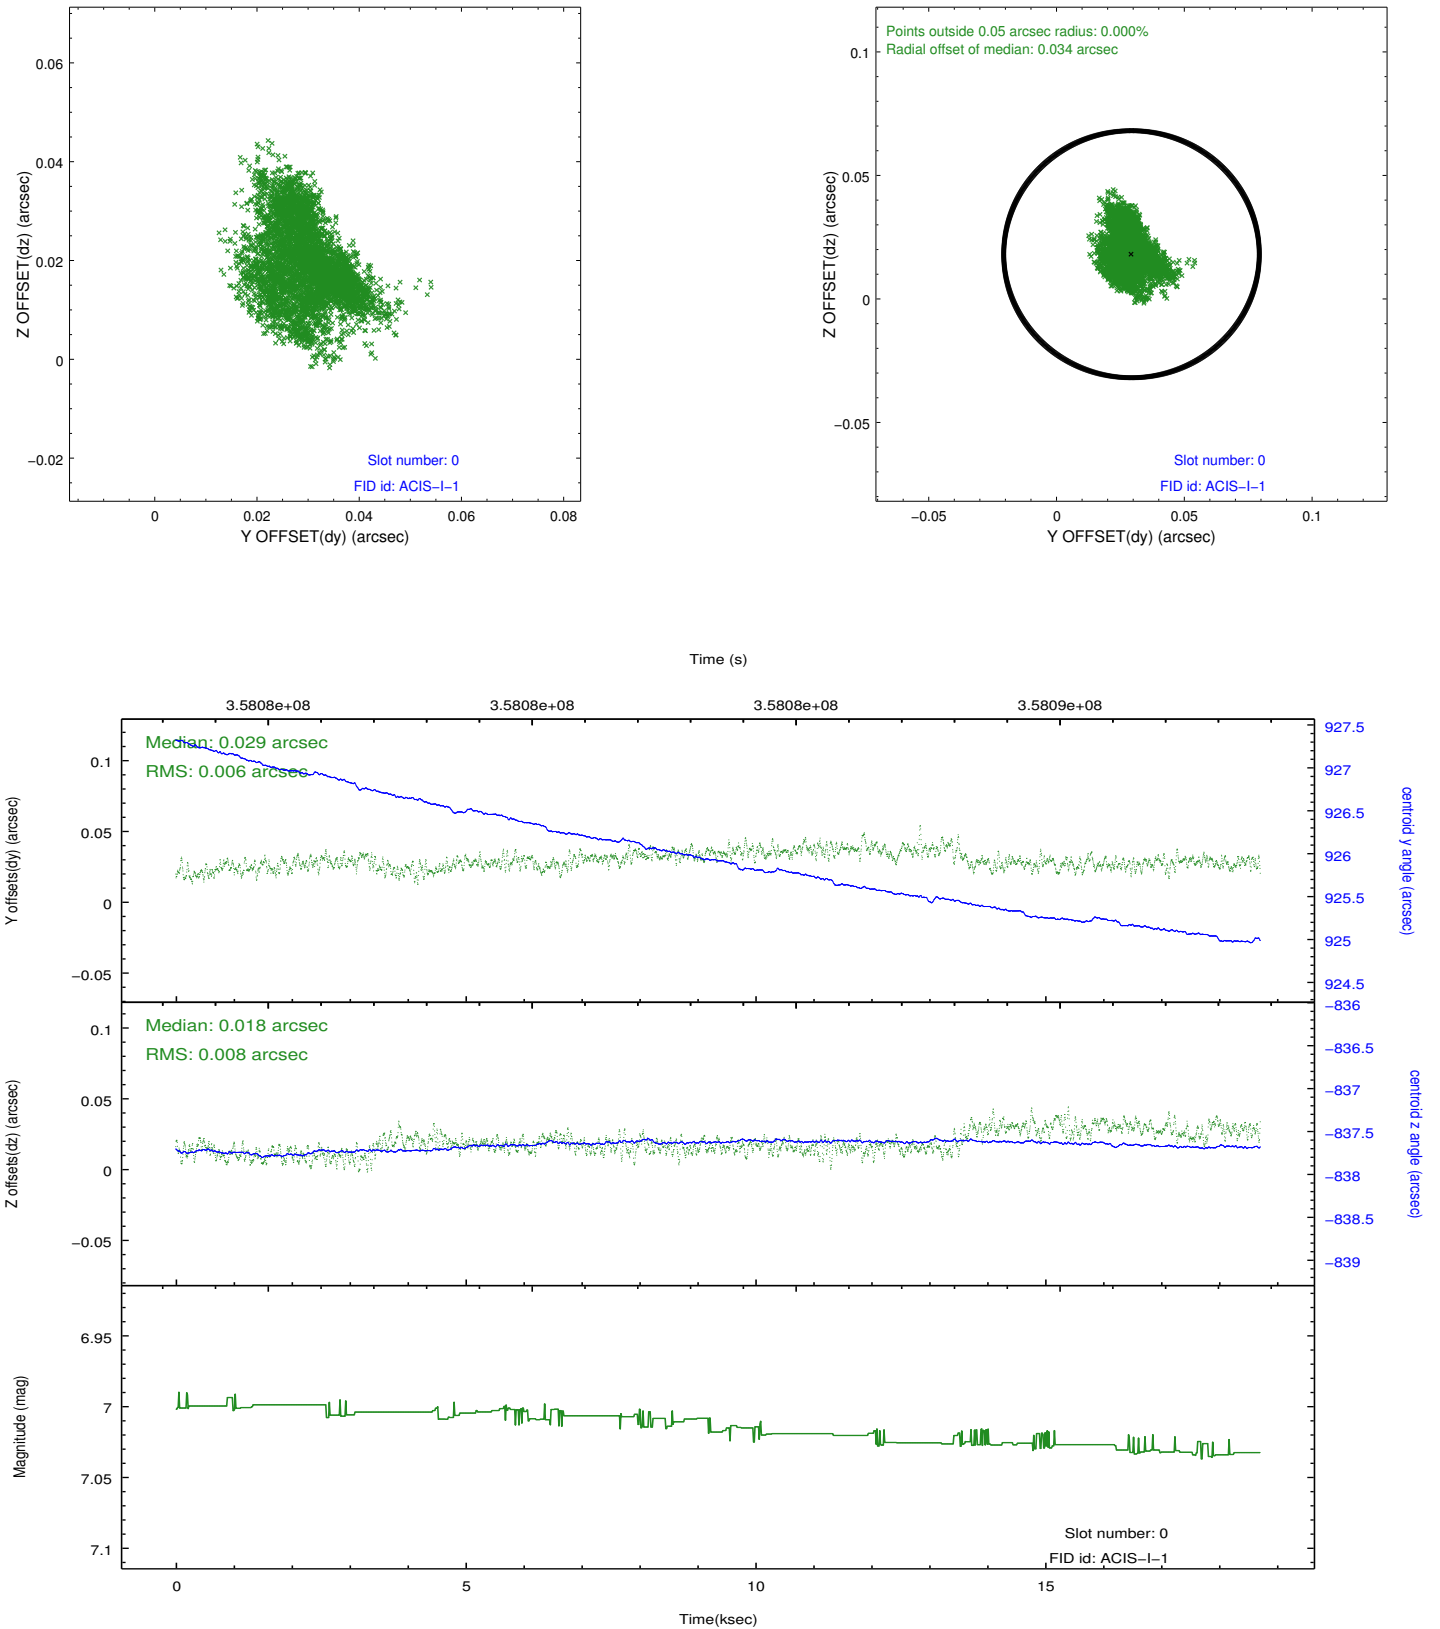 0.06
0.04
0.02
0
−0.02
0
0.02
0.04
0.06
0.08
Z OFFSET(dz) (arcsec)
Y OFFSET(dy) (arcsec)
Slot number: 0
FID id: ACIS−I−1
Points outside 0.05 arcsec radius: 0.000%
Radial offset of median: 0.034 arcsec
0.1
0.05
0
−0.05
−0.05
0
0.05
0.1
Z OFFSET(dz) (arcsec)
Y OFFSET(dy) (arcsec)
Slot number: 0
FID id: ACIS−I−1
Time (s)
3.5808e+08
3.5808e+08
3.5808e+08
3.5809e+08
Median: 0.029 arcsec
RMS: 0.006 arcsec
0.1
0.05
0
−0.05
Y offsets(dy) (arcsec)
927.5
927
926.5
926
925.5
925
924.5
centroid y angle (arcsec)
Median: 0.018 arcsec
RMS: 0.008 arcsec
0.1
0.05
0
−0.05
Z offsets(dz) (arcsec)
−836
−836.5
−837
−837.5
−838
−838.5
−839
centroid z angle (arcsec)
6.95
7
7.05
7.1
Magnitude (mag)
Slot number: 0
FID id: ACIS−I−1
0
5
10
15
Time(ksec)